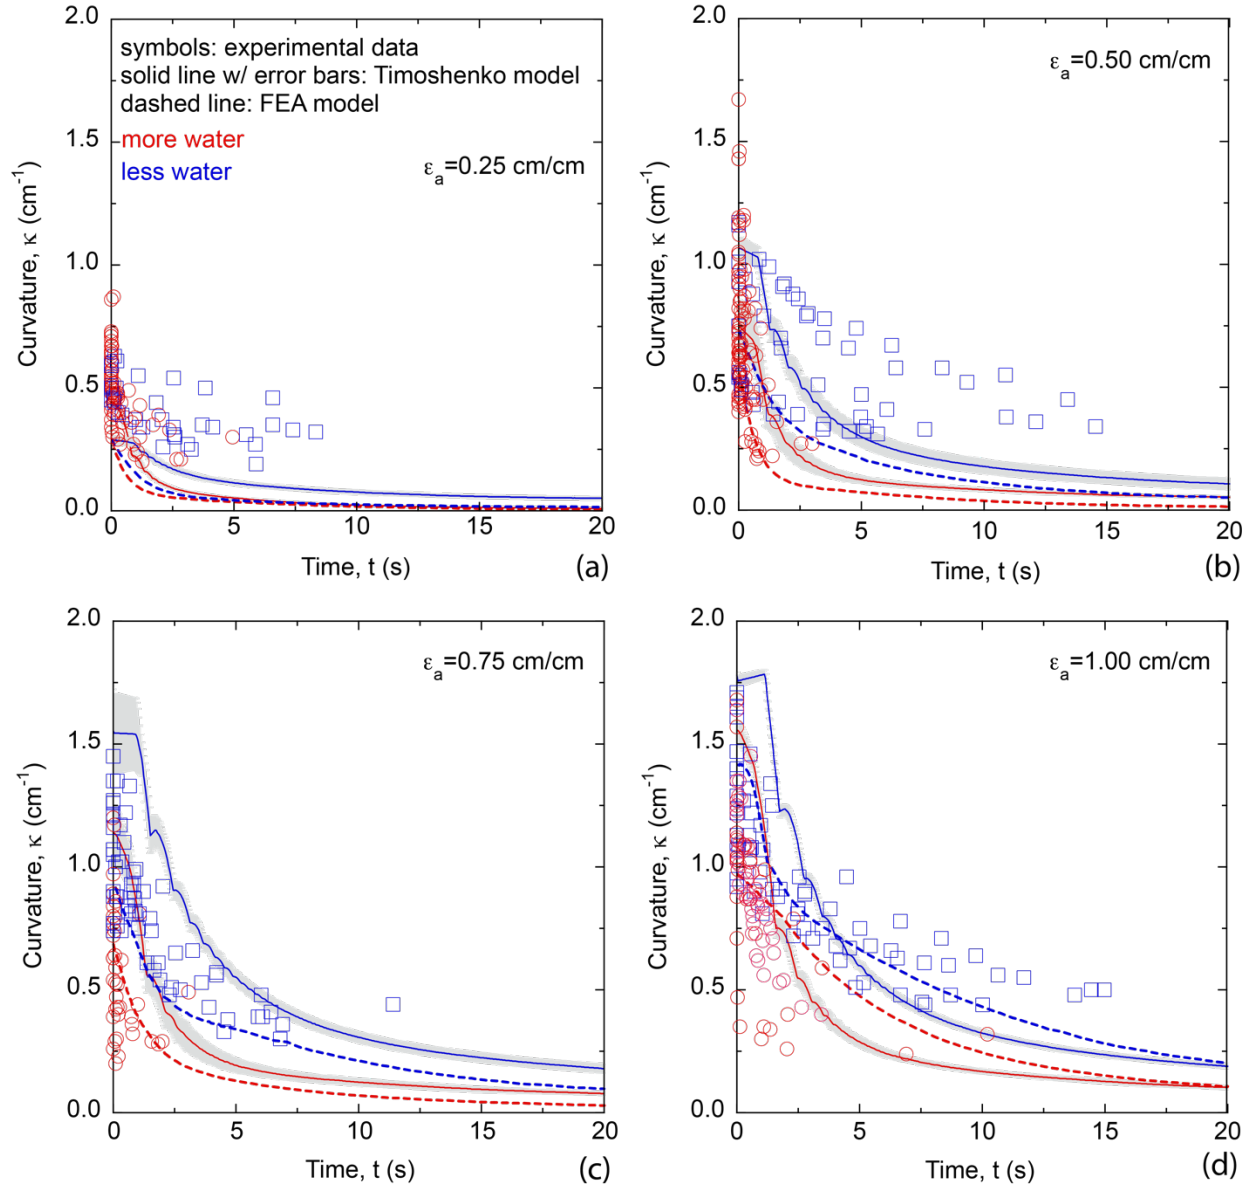 2.0
symbols: experimental data
solid line w/ error bars: Timoshenko model
dashed line: FEA model
more water
less water
εa=0.25 cm/cm
1.5
1.0
0.5
0.0
Curvature, κ (cm-1)
0 5 10 15 20
Time, t (s)
(a)
2.0
εa=0.50 cm/cm
1.5
1.0
0.5
0.0
Curvature, κ (cm-1)
0 5 10 15 20
Time, t (s)
(b)
2.0
εa=0.75 cm/cm
1.5
1.0
0.5
0.0
Curvature, κ (cm-1)
0 5 10 15 20
Time, t (s)
(c)
2.0
εa=1.00 cm/cm
1.5
1.0
0.5
0.0
Curvature, κ (cm-1)
0 5 10 15 20
Time, t (s)
(d)